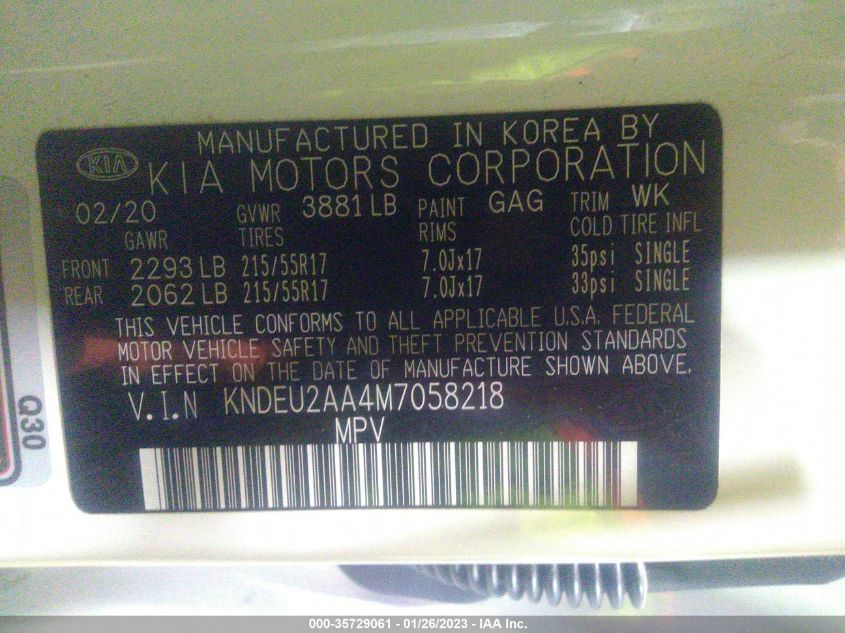 MANUFACTURED IN KOREA BY
KIA KIA MOTORS CORPORATION
02/20 GVWR 3881 LB PAINT GAG TRIM WK
GAWR TIRES RIMS COLD TIRE INFL
FRONT 2293 LB 215/55R17 7.0Jx17 35psi SINGLE
REAR 2062 LB 215/55R17 7.0Jx17 33psi SINGLE
THIS VEHICLE CONFORMS TO ALL APPLICABLE U.S.A. FEDERAL
MOTOR VEHICLE SAFETY AND THEFT PREVENTION STANDARDS
IN EFFECT ON THE DATE OF MANUFACTURE SHOWN ABOVE.
V.I.N KNDEU2AA4M7058218
MPV
Q30
000-35729061 - 01/26/2023 - IAA Inc.